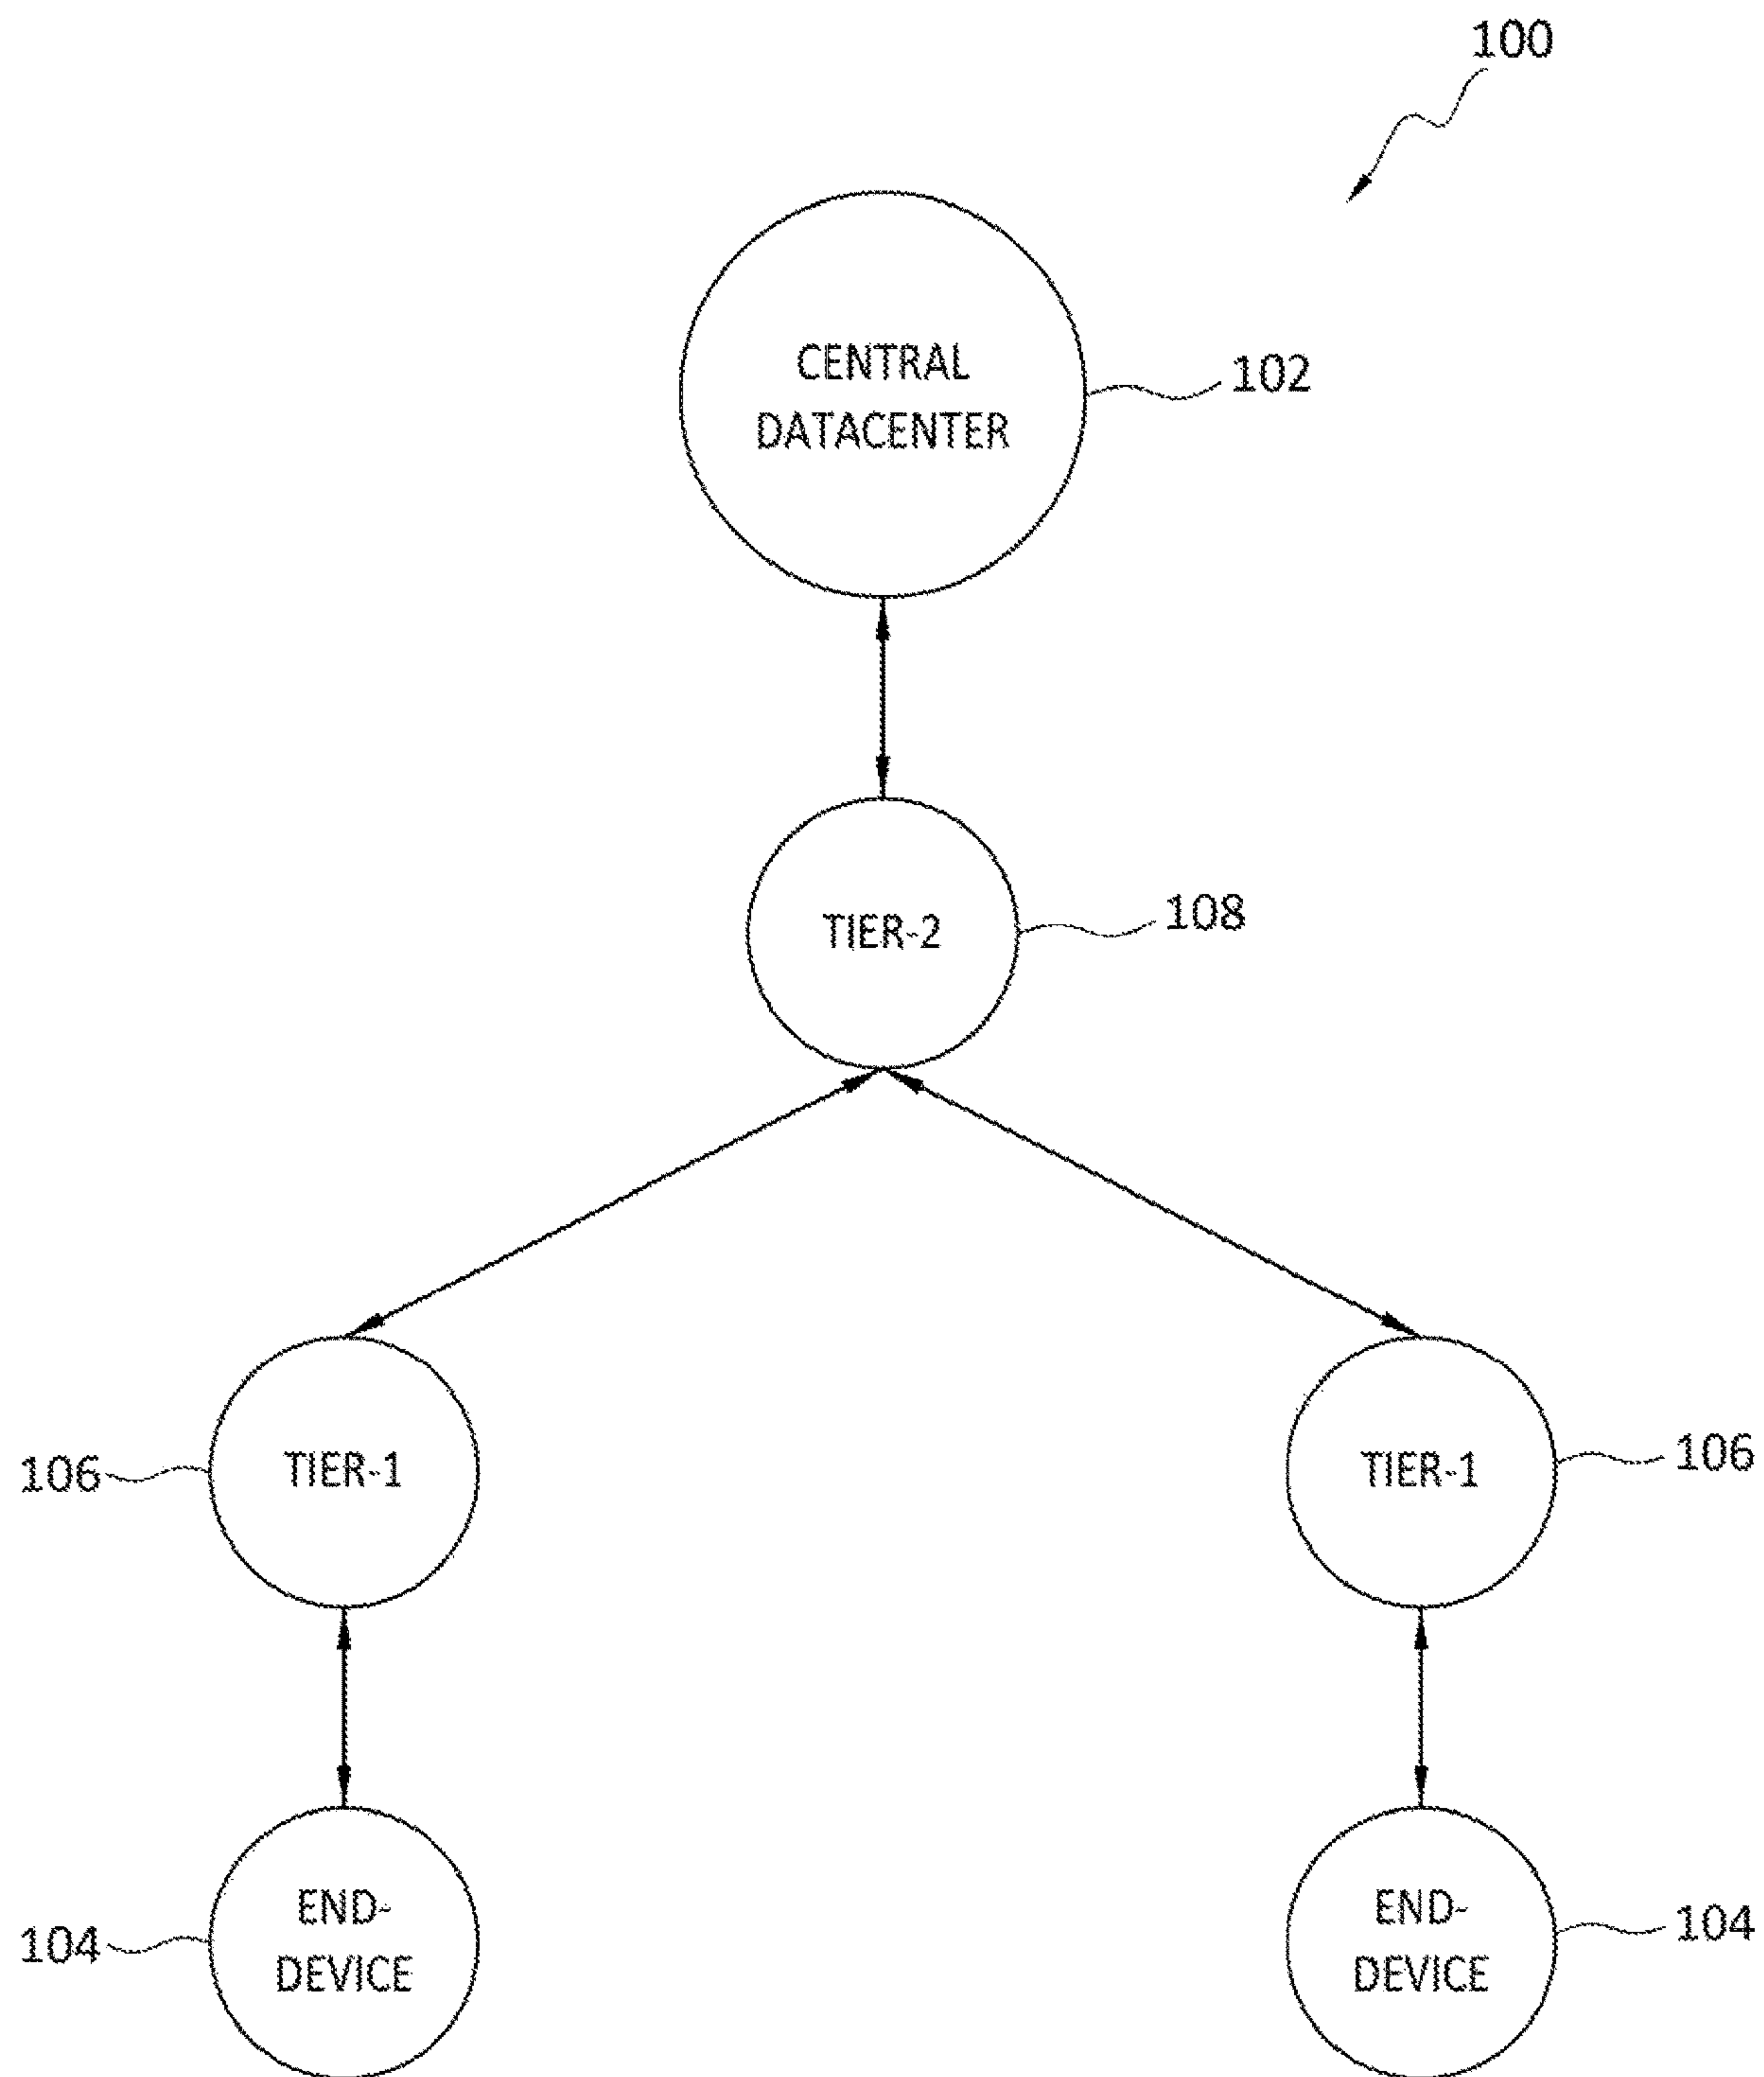 100
CENTRAL
DATACENTER
102
TIER-2
108
106
TIER-1
TIER-1
106
104
END-
DEVICE
END-
DEVICE
104